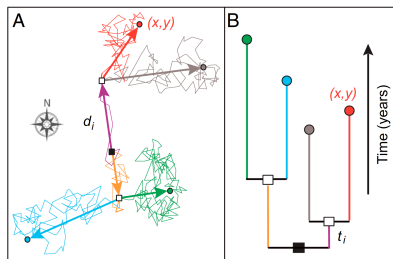 A
(x,y)
N
d_i
B
(x,y)
Time (years)
t_i